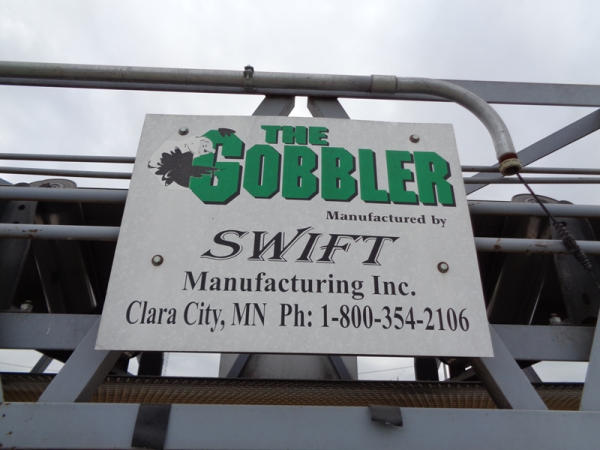 THE
GOBBLER
Manufactured by
SWIFT
Manufacturing Inc.
Clara City, MN Ph: 1-800-354-2106